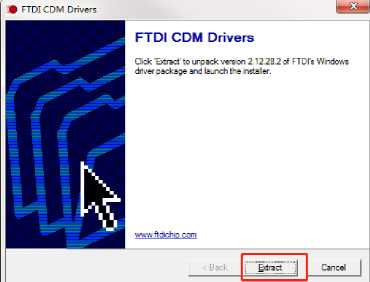 FTDI CDM Drivers
FTDI CDM Drivers
Click 'Extract' to unpack version 2.12.28.2 of FTDI's Windows
driver package and launch the installer.
www.ftdichip.com
< Back Extract Cancel